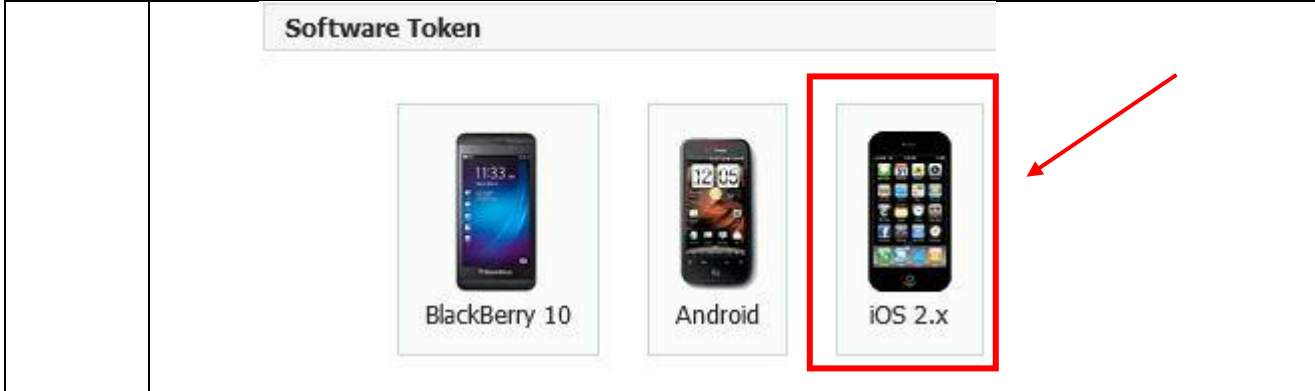 Software Token
11:33
12 05
BlackBerry 10
Android
iOS 2.x